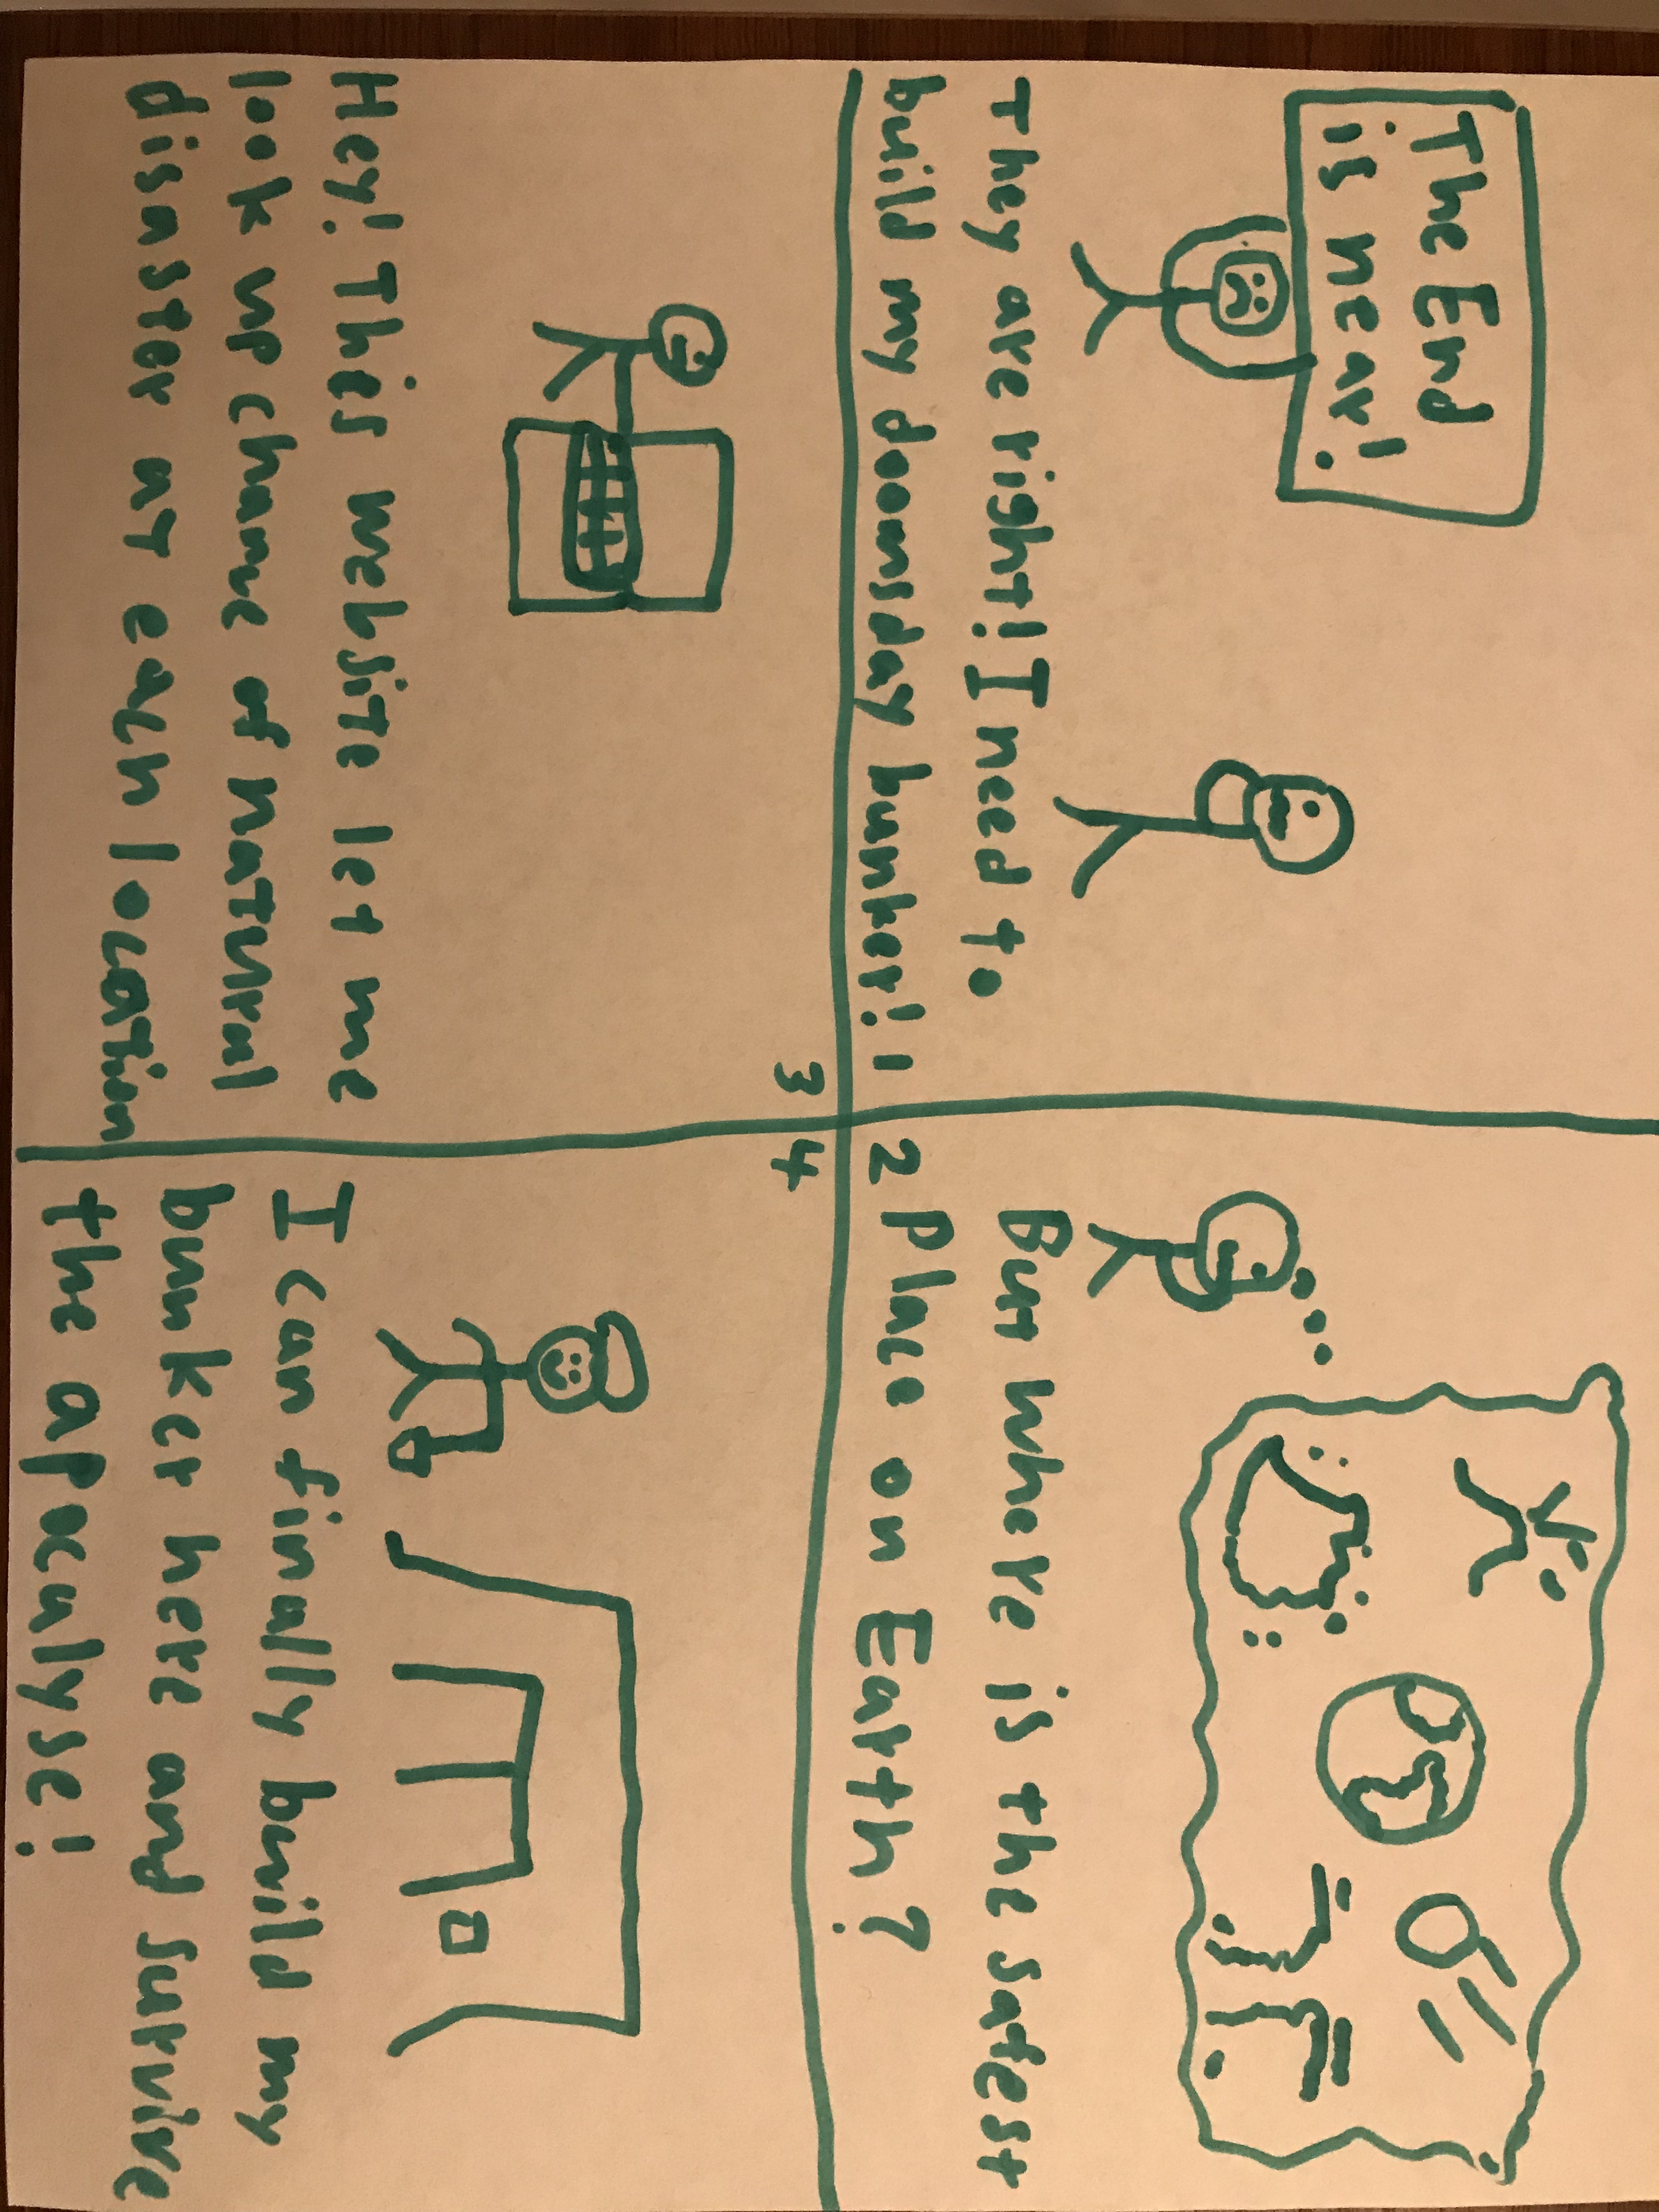 The End
is near!
They are right! I need to
build my doomsday bunker! 1
2
But where is the safest
Place on Earth?
3
Hey! This website let me
look up chance of natural
disaster at each location
4
I can finally build my
bunker here and survive
the apocalyse!